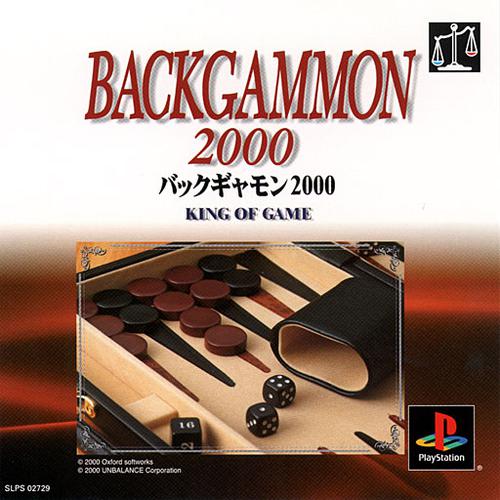 BACKGAMMON
2000
バックギャモン2000
KING OF GAME
16
2
© 2000 Oxford softworks
© 2000 UNBALANCE Corporation
PlayStation
SLPS 02729